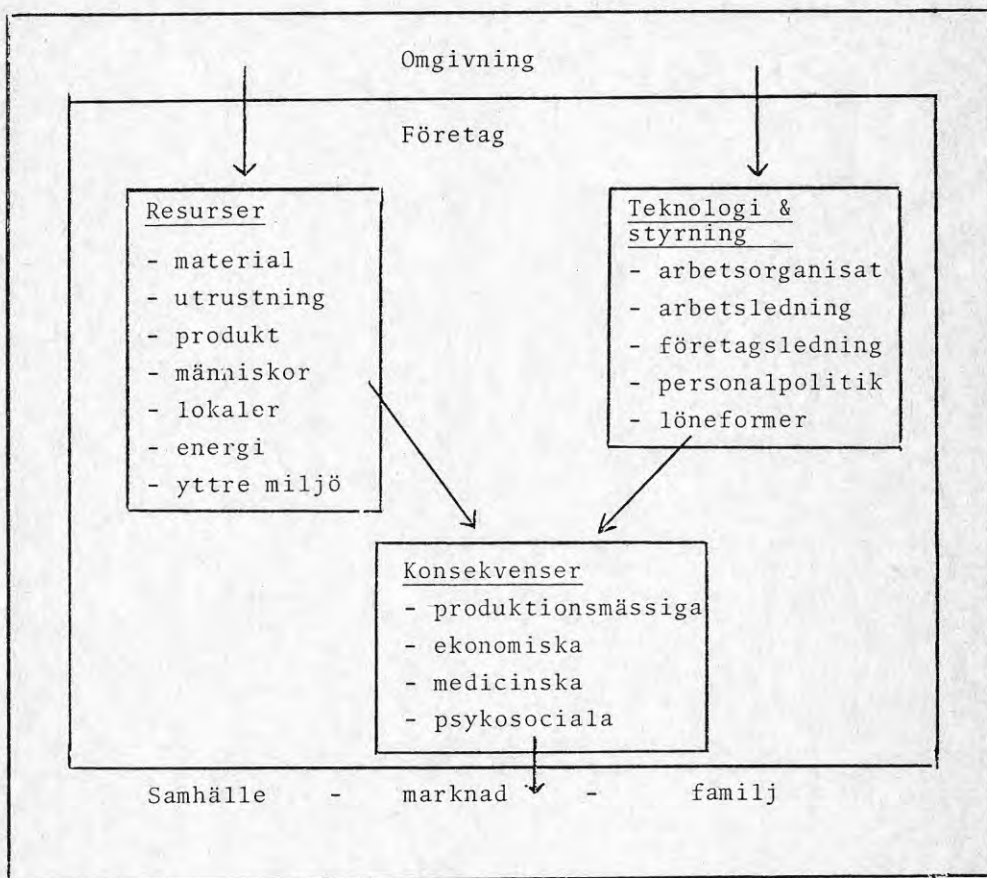 Omgivning
Företag
Resurser
- material
- utrustning
- produkt
- människor
- lokaler
- energi
- yttre miljö
Teknologi &
styrning
- arbetsorganisat
- arbetsledning
- företagsledning
- personalpolitik
- löneformer
Konsekvenser
- produktionsmässiga
- ekonomiska
- medicinska
- psykosociala
Samhälle - marknad - familj